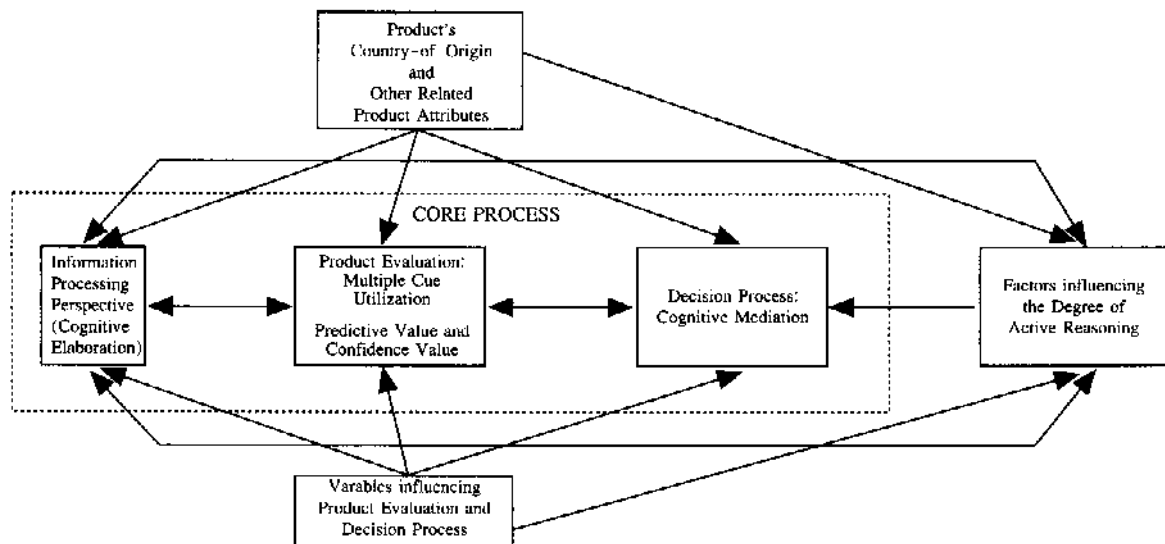 Product's
Country-of Origin
and
Other Related
Product Attributes
CORE PROCESS
Information
Processing
Perspective
(Cognitive
Elaboration)
Product Evaluation:
Multiple Cue
Utilization
Predictive Value and
Confidence Value
Decision Process:
Cognitive Mediation
Factors influencing
the Degree of
Active Reasoning
Varables influencing
Product Evaluation and
Decision Process